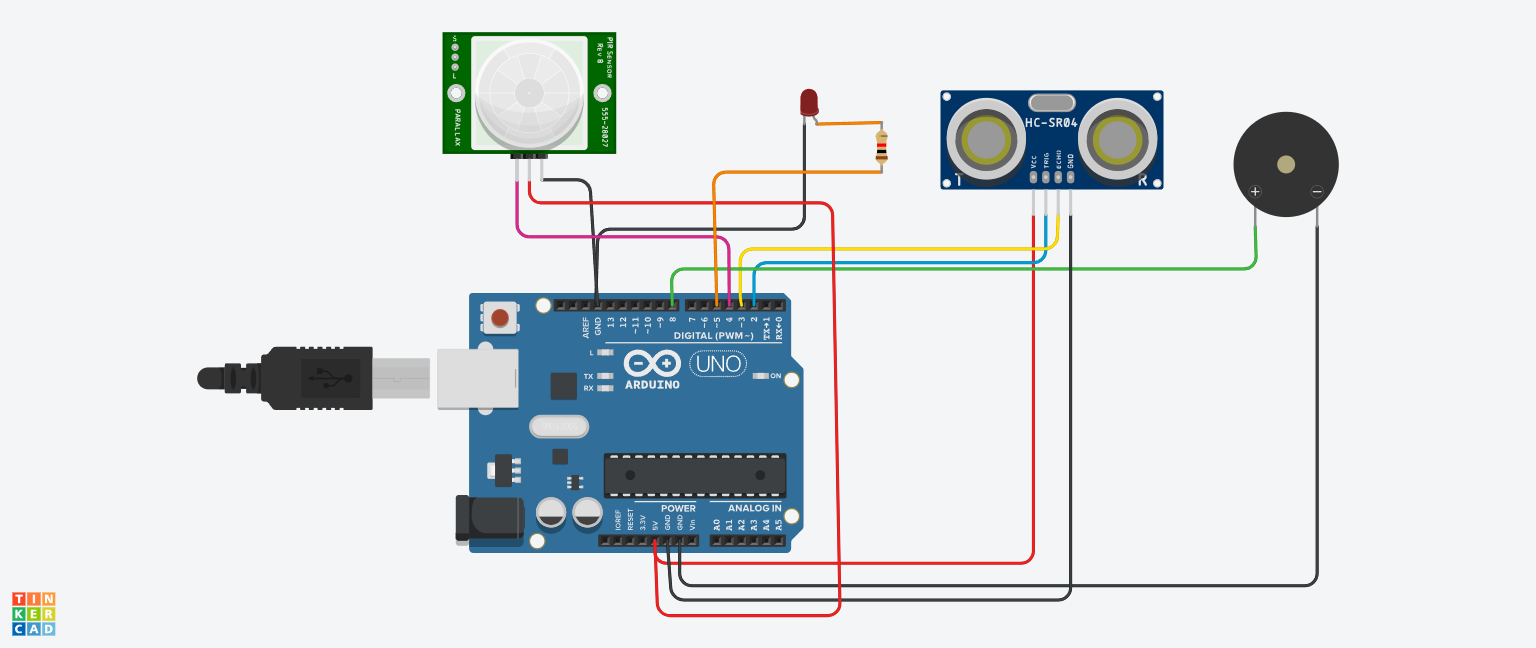 S
L
PARALLAX
PIR SENSOR
Rev B
555-28027
HC-SR04
VCC
TRIG
ECHO
GND
T
R
+
−
AREF
GND
13
12
~11
~10
~9
8
7
~6
~5
4
~3
2
TX→1
RX←0
DIGITAL (PWM~)
L
TX
RX
ARDUINO
UNO
ON
POWER
ANALOG IN
IOREF
RESET
3.3V
5V
GND
GND
Vin
A0
A1
A2
A3
A4
A5
TIN
KER
CAD